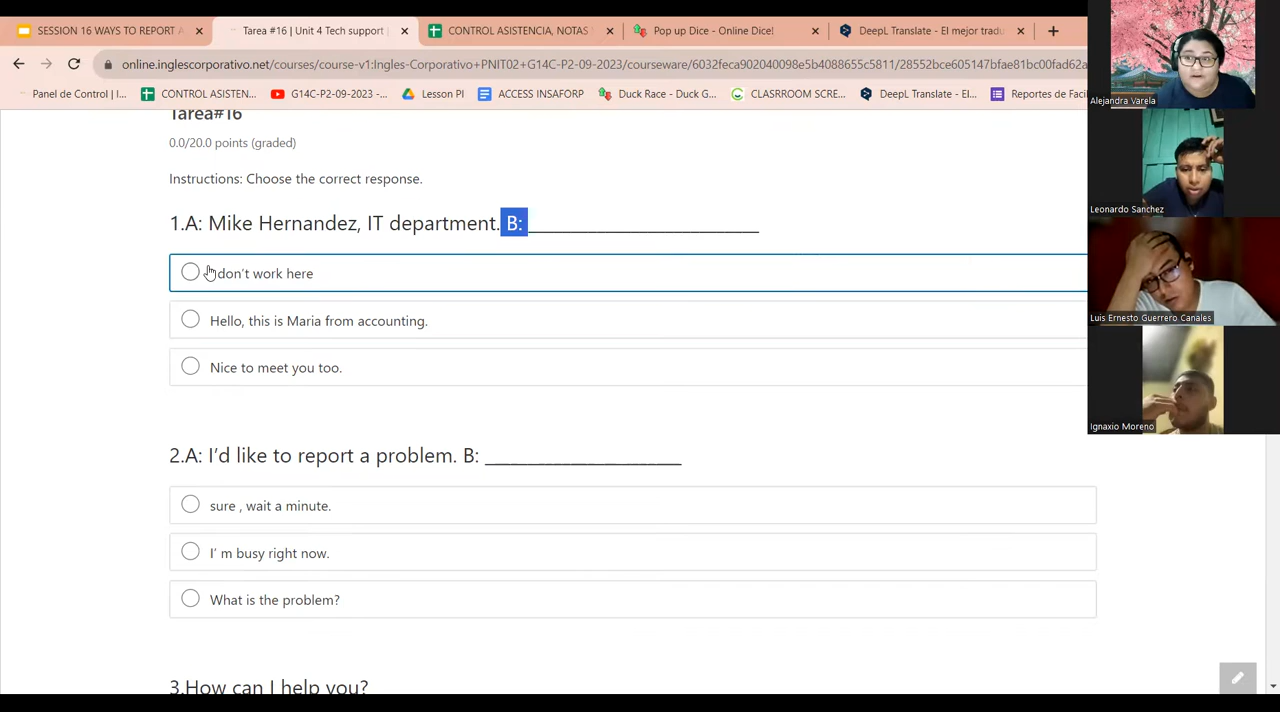 SESSION 16 WAYS TO REPORT A
Tarea #16 | Unit 4 Tech support
CONTROL ASISTENCIA, NOTAS
Pop up Dice - Online Dice!
DeepL Translate - El mejor tradu
online.inglescorporativo.net/courses/course-v1:Ingles-Corporativo+PNIT02+G14C-P2-09-2023/courseware/6032feca902040098e5b4088655c5811/28552bce605147bfae81bc00fad62a
Panel de Control | I...
CONTROL ASISTEN...
G14C-P2-09-2023 -...
Lesson PI
ACCESS INSAFORP
Duck Race - Duck G...
CLASRROOM SCRE...
DeepL Translate - El...
Reportes de Facil
Alejandra Varela
Leonardo Sanchez
Luis Ernesto Guerrero Canales
Ignaxio Moreno
Tarea#16
0.0/20.0 points (graded)
Instructions: Choose the correct response.
1.A: Mike Hernandez, IT department. B: _________________________
don't work here
Hello, this is Maria from accounting.
Nice to meet you too.
2.A: I'd like to report a problem. B: _____________________
sure , wait a minute.
I' m busy right now.
What is the problem?
3.How can I help you?